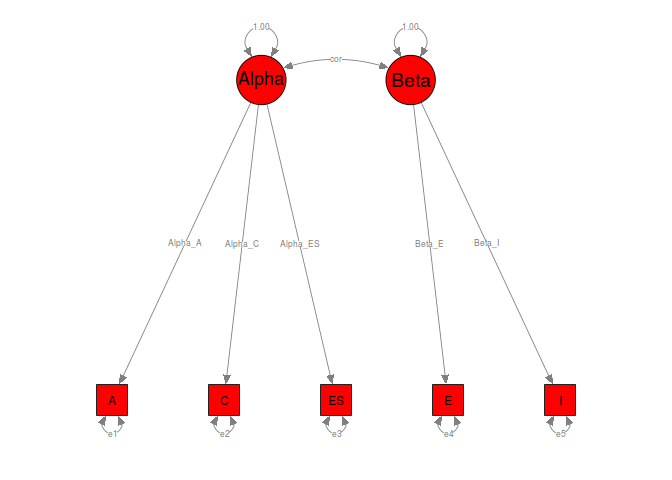 1.00 1.00
cor
Alpha Beta
Alpha_A Alpha_C Alpha_ES Beta_E Beta_I
A C ES E I
e1 e2 e3 e4 e5